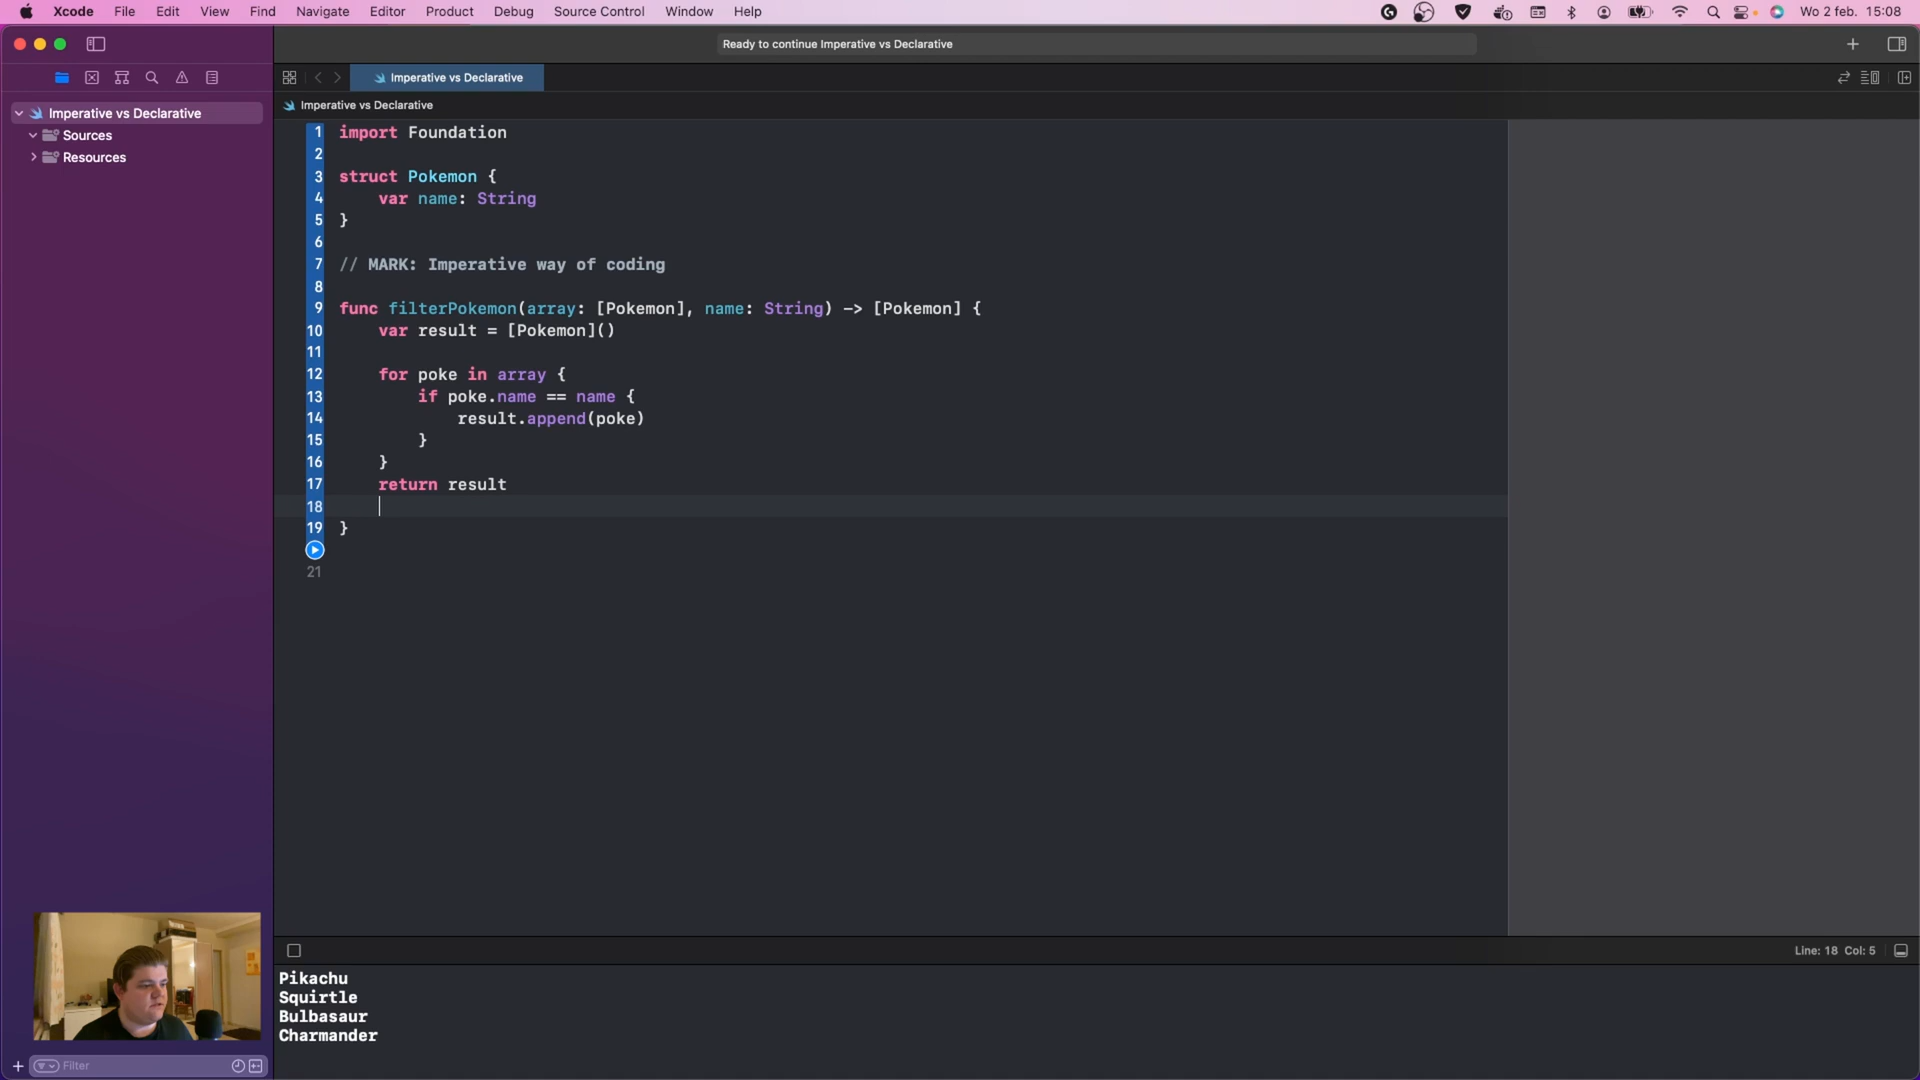 Xcode File Edit View Find Navigate Editor Product Debug Source Control Window Help Wo 2 feb. 15:08
Ready to continue Imperative vs Declarative
Imperative vs Declarative
Imperative vs Declarative
Imperative vs Declarative
Sources
Resources
1 import Foundation
2
3 struct Pokemon {
4 var name: String
5 }
6
7 // MARK: Imperative way of coding
8
9 func filterPokemon(array: [Pokemon], name: String) -> [Pokemon] {
10 var result = [Pokemon]()
11
12 for poke in array {
13 if poke.name == name {
14 result.append(poke)
15 }
16 }
17 return result
18
19 }
21
Line: 18 Col: 5
Pikachu
Squirtle
Bulbasaur
Charmander
Filter